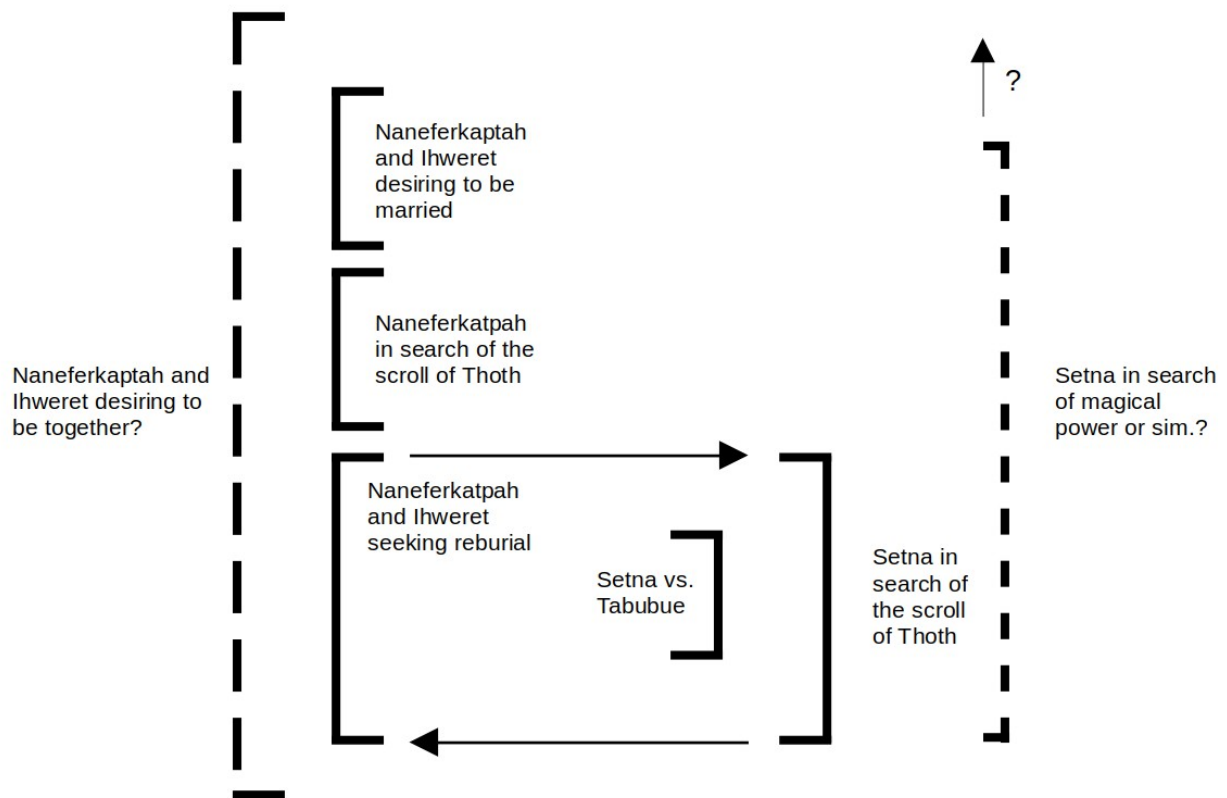 ?
Naneferkaptah
and Ihweret
desiring to be
married
Naneferkatpah
in search of the
scroll of Thoth
Naneferkaptah and
Ihweret desiring to
be together?
Setna in search
of magical
power or sim.?
Naneferkatpah
and Ihweret
seeking reburial
Setna vs.
Tabubue
Setna in
search of
the scroll
of Thoth